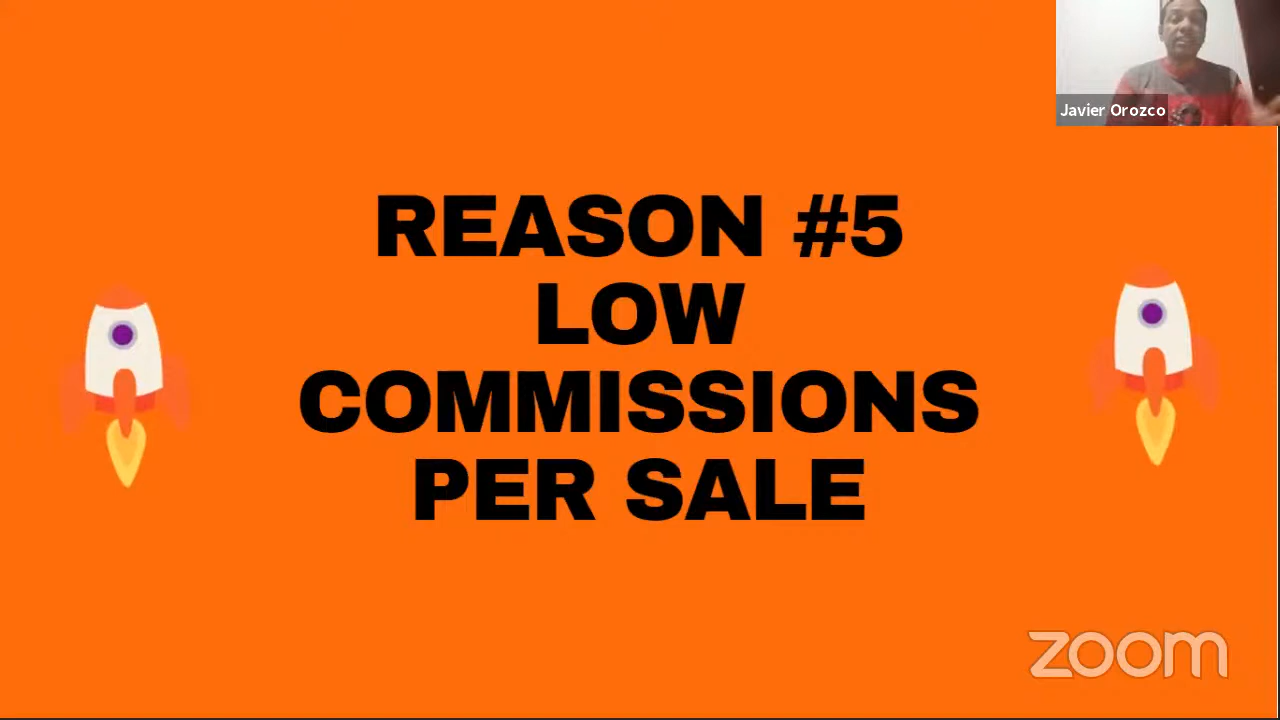 Javier Orozco
REASON #5
LOW
COMMISSIONS
PER SALE
zoom